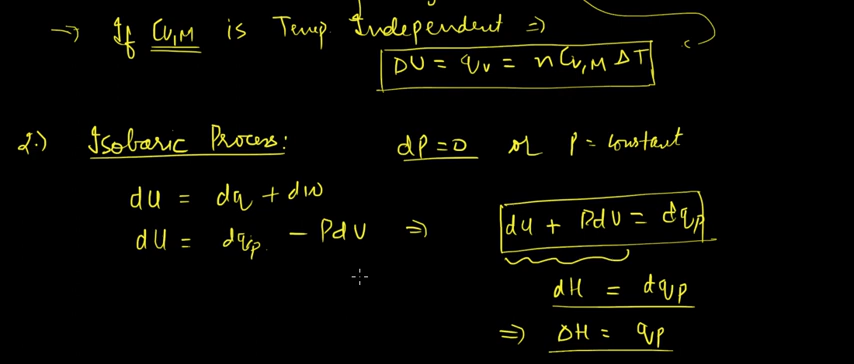 → If Cv,M is Temp. Independent ⇒
ΔU = qv = n Cv,M ΔT
2.) Isobaric Process: dP = 0 or P = constant
dU = dq + dW
dU = dqp - PdV ⇒ dU + PdV = dqp
dH = dqp
⇒ ΔH = qp